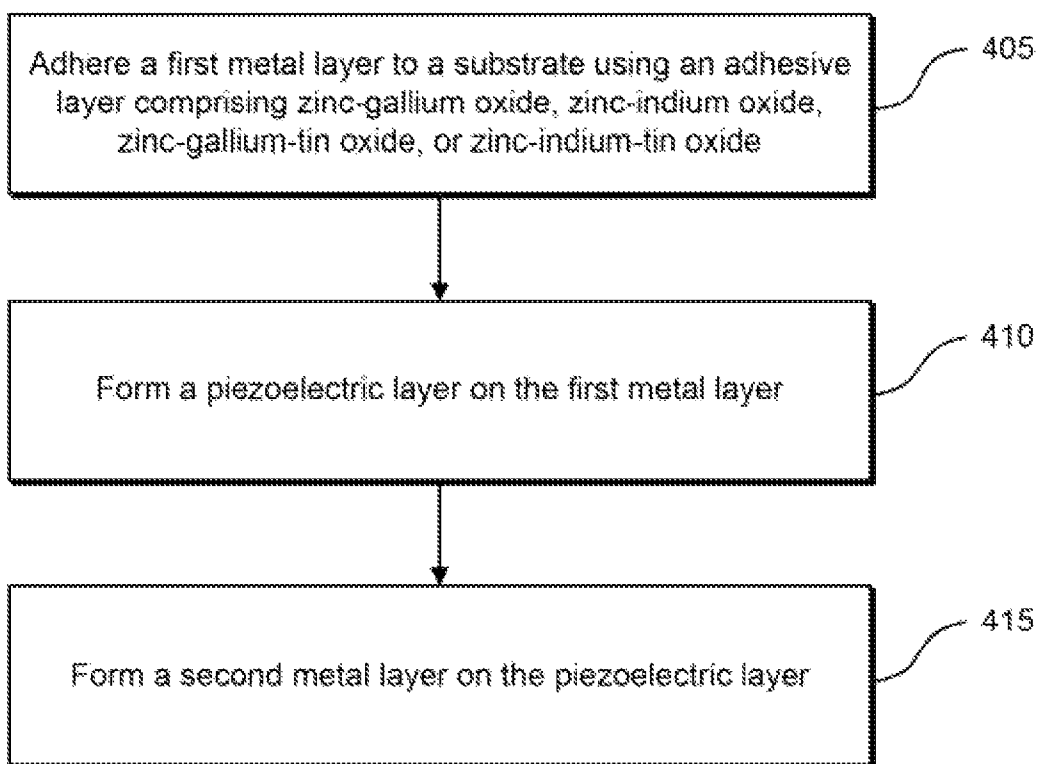 405
Adhere a first metal layer to a substrate using an adhesive
layer comprising zinc-gallium oxide, zinc-indium oxide,
zinc-gallium-tin oxide, or zinc-indium-tin oxide
410
Form a piezoelectric layer on the first metal layer
415
Form a second metal layer on the piezoelectric layer